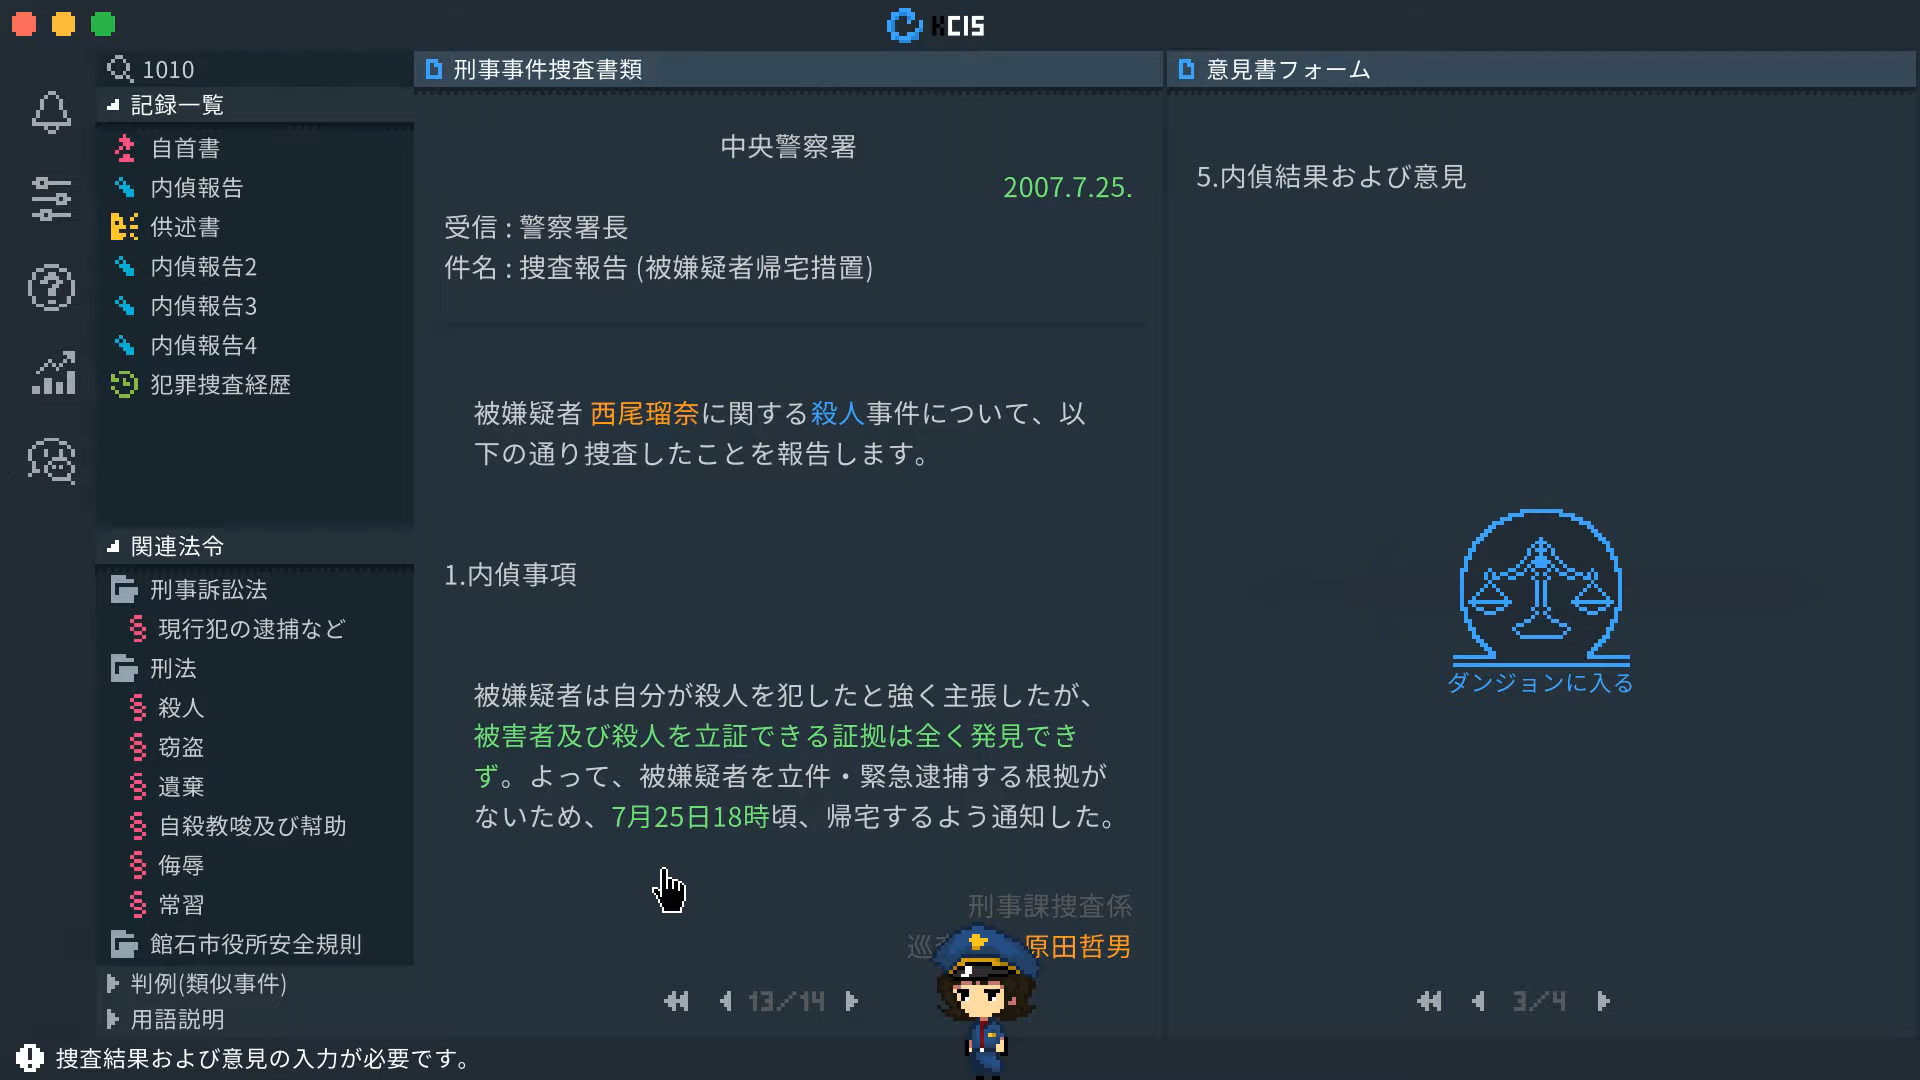 KCIS
1010
記録一覧
自首書
内偵報告
供述書
内偵報告2
内偵報告3
内偵報告4
犯罪捜査経歴
関連法令
刑事訴訟法
現行犯の逮捕など
刑法
殺人
窃盗
遺棄
自殺教唆及び幇助
侮辱
常習
館石市役所安全規則
判例(類似事件)
用語説明
刑事事件捜査書類
中央警察署
2007.7.25.
受信 : 警察署長
件名 : 捜査報告 (被嫌疑者帰宅措置)
被嫌疑者 西尾瑠奈に関する殺人事件について、以
下の通り捜査したことを報告します。
1.内偵事項
被嫌疑者は自分が殺人を犯したと強く主張したが、
被害者及び殺人を立証できる証拠は全く発見でき
ず。よって、被嫌疑者を立件・緊急逮捕する根拠が
ないため、7月25日18時頃、帰宅するよう通知した。
刑事課捜査係
巡 原田哲男
13/14
意見書フォーム
5.内偵結果および意見
ダンジョンに入る
3/4
捜査結果および意見の入力が必要です。